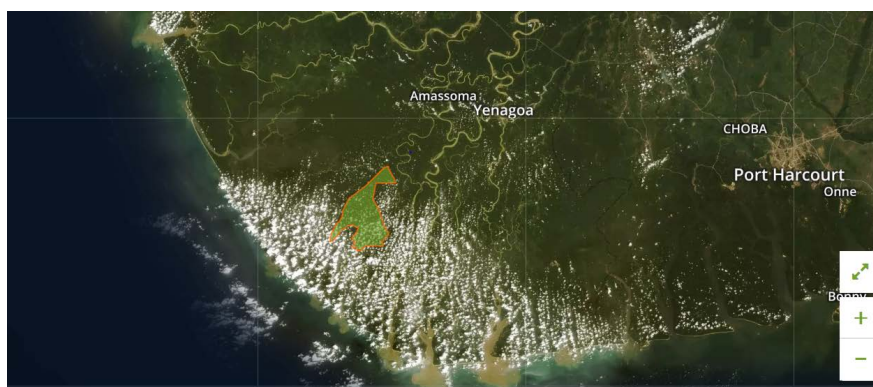 Amassoma
Yenagoa
CHOBA
Port Harcourt
Onne
Bonny
+
−